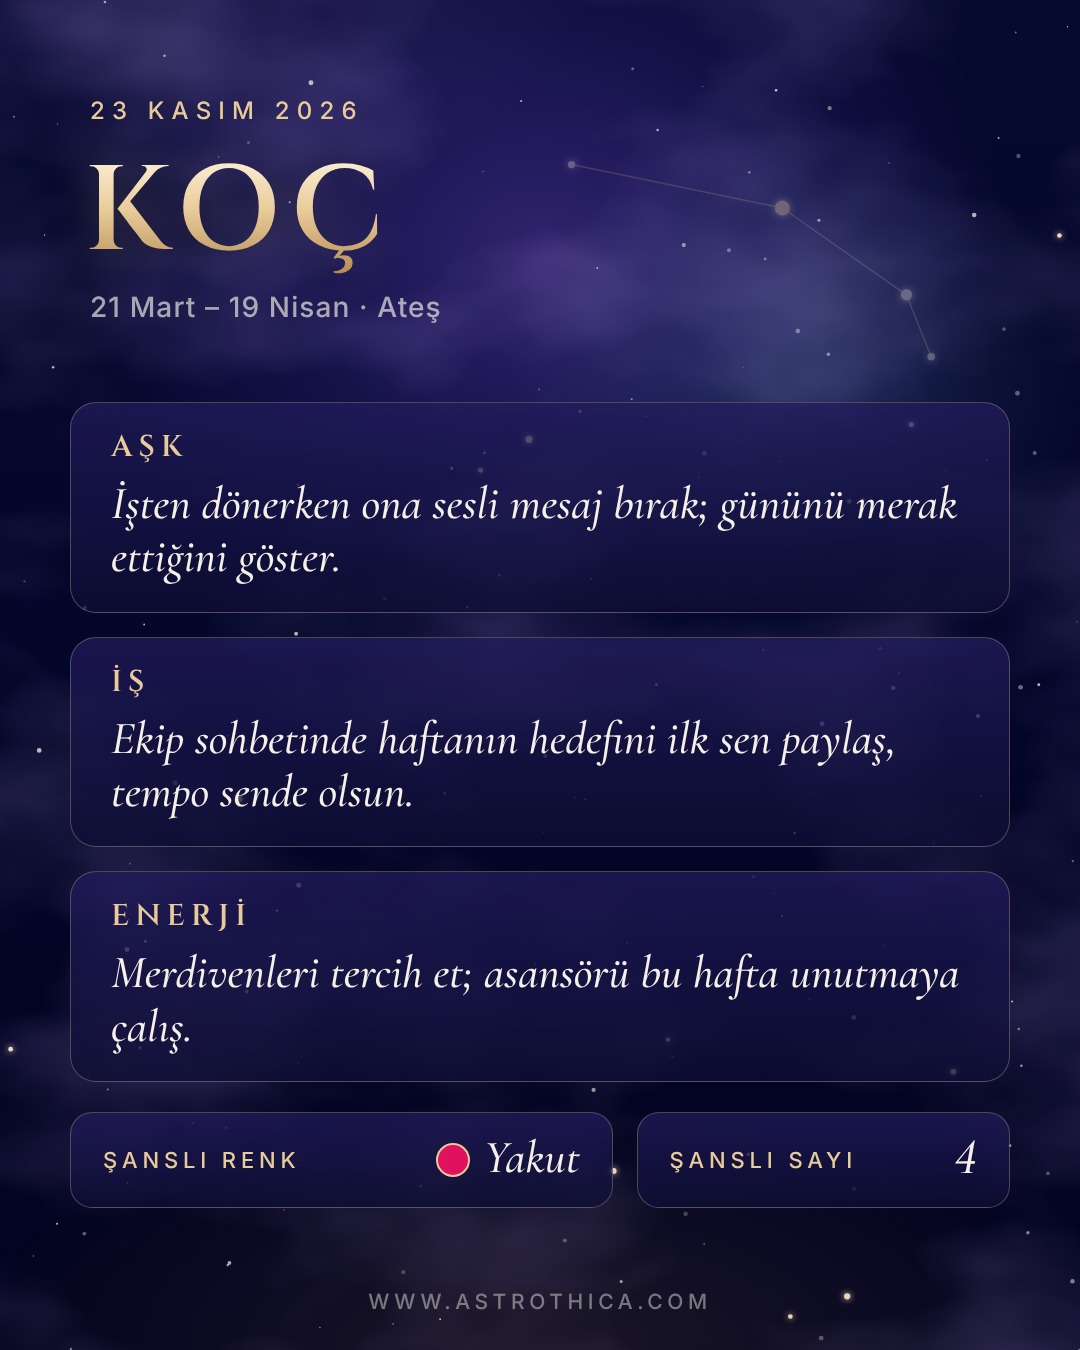 23 KASIM 2026
KOÇ
21 Mart – 19 Nisan · Ateş
AŞK
İşten dönerken ona sesli mesaj bırak; gününü merak
ettiğini göster.
İŞ
Ekip sohbetinde haftanın hedefini ilk sen paylaş,
tempo sende olsun.
ENERJİ
Merdivenleri tercih et; asansörü bu hafta unutmaya
çalış.
ŞANSLI RENK
Yakut
ŞANSLI SAYI
4
WWW.ASTROTHICA.COM